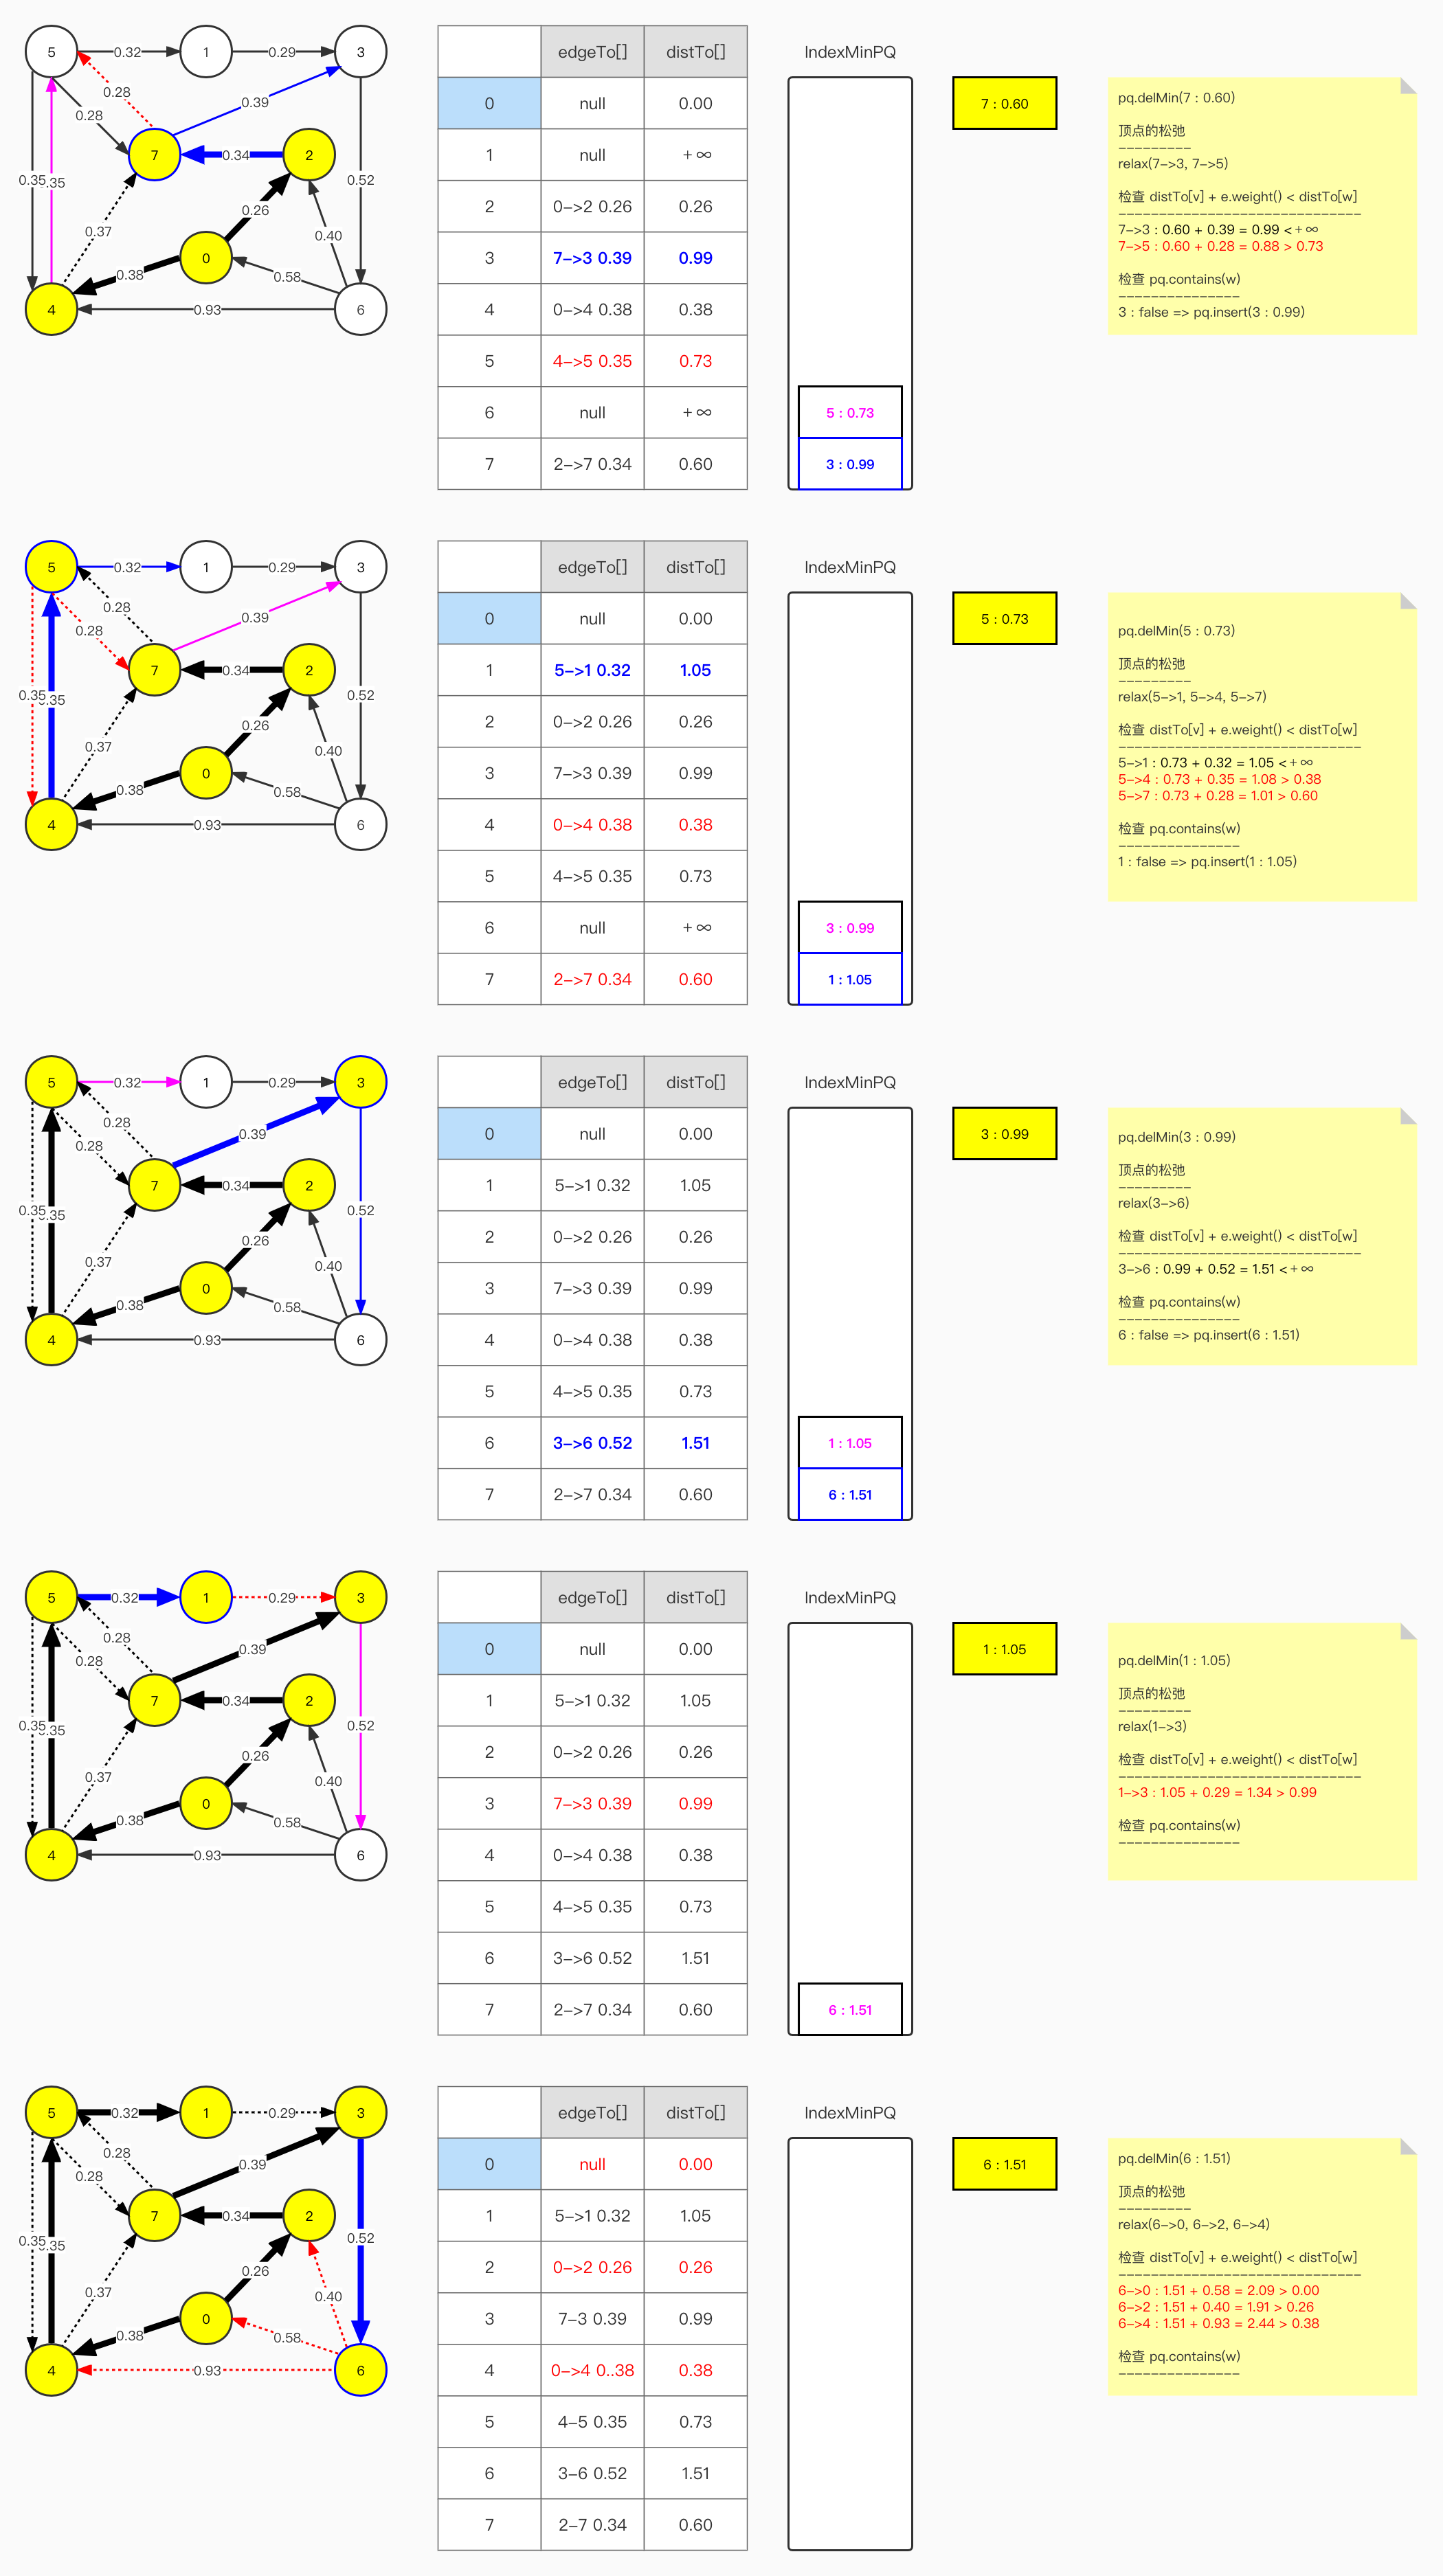 5 0.32 1 0.29 3
0.28
0.39
0.28
7 0.34 2
0.35 .35
0.52
0.26
0.37
0.40
0
0.38
0.58
4 0.93 6
edgeTo[] distTo[]
0 null 0.00
1 null +∞
2 0–>2 0.26 0.26
3 7–>3 0.39 0.99
4 0–>4 0.38 0.38
5 4–>5 0.35 0.73
6 null +∞
7 2–>7 0.34 0.60
IndexMinPQ
5 : 0.73
3 : 0.99
7 : 0.60
pq.delMin(7 : 0.60)
顶点的松弛
–––––––––
relax(7–>3, 7–>5)
检查 distTo[v] + e.weight() < distTo[w]
––––––––––––––––––––––––––––––
7–>3 : 0.60 + 0.39 = 0.99 <+∞
7–>5 : 0.60 + 0.28 = 0.88 > 0.73
检查 pq.contains(w)
–––––––––––––––
3 : false => pq.insert(3 : 0.99)
5 0.32 1 0.29 3
0.28
0.39
0.28
7 0.34 2
0.35 .35
0.52
0.26
0.37
0.40
0
0.38
0.58
4 0.93 6
edgeTo[] distTo[]
0 null 0.00
1 5–>1 0.32 1.05
2 0–>2 0.26 0.26
3 7–>3 0.39 0.99
4 0–>4 0.38 0.38
5 4–>5 0.35 0.73
6 null +∞
7 2–>7 0.34 0.60
IndexMinPQ
3 : 0.99
1 : 1.05
5 : 0.73
pq.delMin(5 : 0.73)
顶点的松弛
–––––––––
relax(5–>1, 5–>4, 5–>7)
检查 distTo[v] + e.weight() < distTo[w]
––––––––––––––––––––––––––––––
5–>1 : 0.73 + 0.32 = 1.05 <+∞
5–>4 : 0.73 + 0.35 = 1.08 > 0.38
5–>7 : 0.73 + 0.28 = 1.01 > 0.60
检查 pq.contains(w)
–––––––––––––––
1 : false => pq.insert(1 : 1.05)
5 0.32 1 0.29 3
0.28
0.39
0.28
7 0.34 2
0.35 .35
0.52
0.26
0.37
0.40
0
0.38
0.58
4 0.93 6
edgeTo[] distTo[]
0 null 0.00
1 5–>1 0.32 1.05
2 0–>2 0.26 0.26
3 7–>3 0.39 0.99
4 0–>4 0.38 0.38
5 4–>5 0.35 0.73
6 3–>6 0.52 1.51
7 2–>7 0.34 0.60
IndexMinPQ
1 : 1.05
6 : 1.51
3 : 0.99
pq.delMin(3 : 0.99)
顶点的松弛
–––––––––
relax(3–>6)
检查 distTo[v] + e.weight() < distTo[w]
––––––––––––––––––––––––––––––
3–>6 : 0.99 + 0.52 = 1.51 <+∞
检查 pq.contains(w)
–––––––––––––––
6 : false => pq.insert(6 : 1.51)
5 0.32 1 0.29 3
0.28
0.39
0.28
7 0.34 2
0.35 .35
0.52
0.26
0.37
0.40
0
0.38
0.58
4 0.93 6
edgeTo[] distTo[]
0 null 0.00
1 5–>1 0.32 1.05
2 0–>2 0.26 0.26
3 7–>3 0.39 0.99
4 0–>4 0.38 0.38
5 4–>5 0.35 0.73
6 3–>6 0.52 1.51
7 2–>7 0.34 0.60
IndexMinPQ
6 : 1.51
1 : 1.05
pq.delMin(1 : 1.05)
顶点的松弛
–––––––––
relax(1–>3)
检查 distTo[v] + e.weight() < distTo[w]
––––––––––––––––––––––––––––––
1–>3 : 1.05 + 0.29 = 1.34 > 0.99
检查 pq.contains(w)
–––––––––––––––
5 0.32 1 0.29 3
0.28
0.39
0.28
7 0.34 2
0.35 .35
0.52
0.26
0.37
0.40
0
0.38
0.58
4 0.93 6
edgeTo[] distTo[]
0 null 0.00
1 5–>1 0.32 1.05
2 0–>2 0.26 0.26
3 7–3 0.39 0.99
4 0–>4 0..38 0.38
5 4–5 0.35 0.73
6 3–6 0.52 1.51
7 2–7 0.34 0.60
IndexMinPQ
6 : 1.51
pq.delMin(6 : 1.51)
顶点的松弛
–––––––––
relax(6–>0, 6–>2, 6–>4)
检查 distTo[v] + e.weight() < distTo[w]
––––––––––––––––––––––––––––––
6–>0 : 1.51 + 0.58 = 2.09 > 0.00
6–>2 : 1.51 + 0.40 = 1.91 > 0.26
6–>4 : 1.51 + 0.93 = 2.44 > 0.38
检查 pq.contains(w)
–––––––––––––––